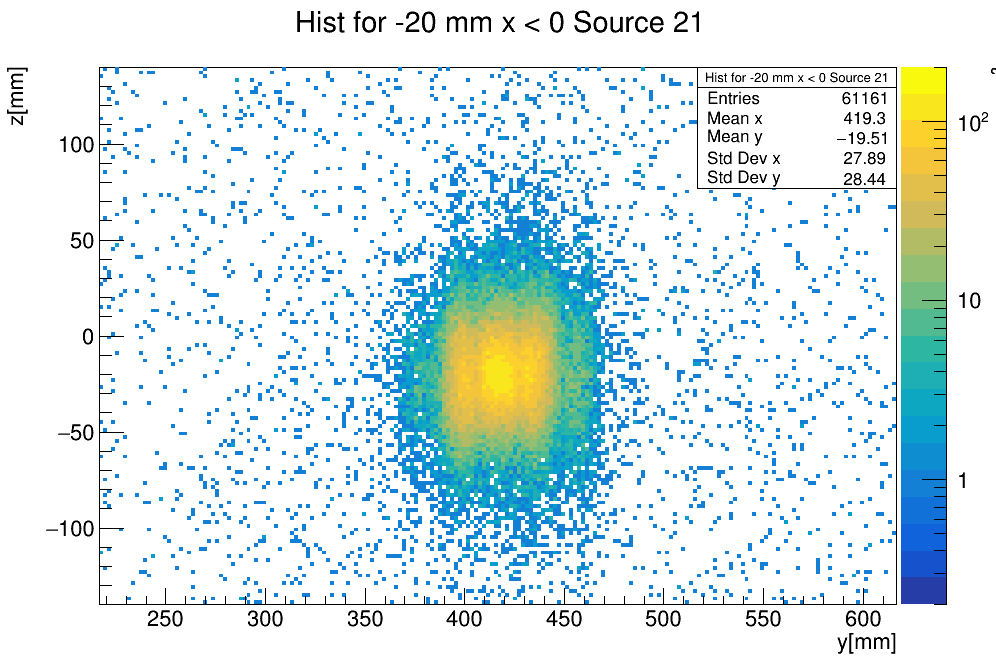 Hist for -20 mm x < 0 Source 21
z[mm]
Hist for -20 mm x < 0 Source 21
Entries 61161
Mean x 419.3
Mean y −19.51
Std Dev x 27.89
Std Dev y 28.44
100
50
0
−50
−100
250 300 350 400 450 500 550 600
y[mm]
10²
10
1